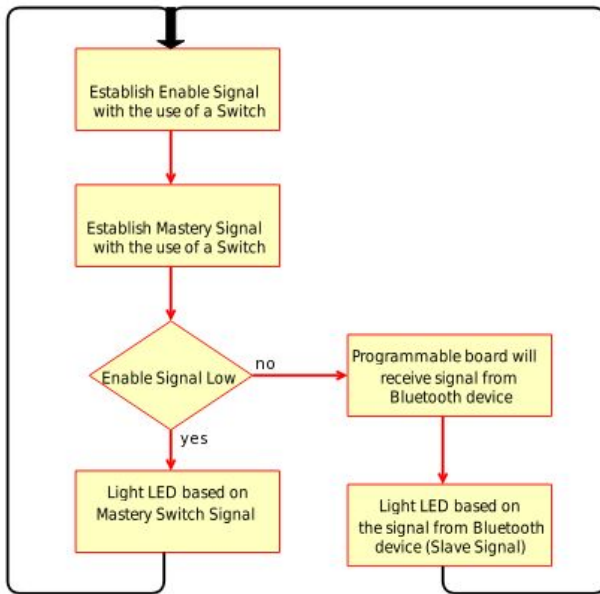 Establish Enable Signal
with the use of a Switch
Establish Mastery Signal
with the use of a Switch
Enable Signal Low
no
yes
Programmable board will
receive signal from
Bluetooth device
Light LED based on
Mastery Switch Signal
Light LED based on
the signal from Bluetooth
device (Slave Signal)